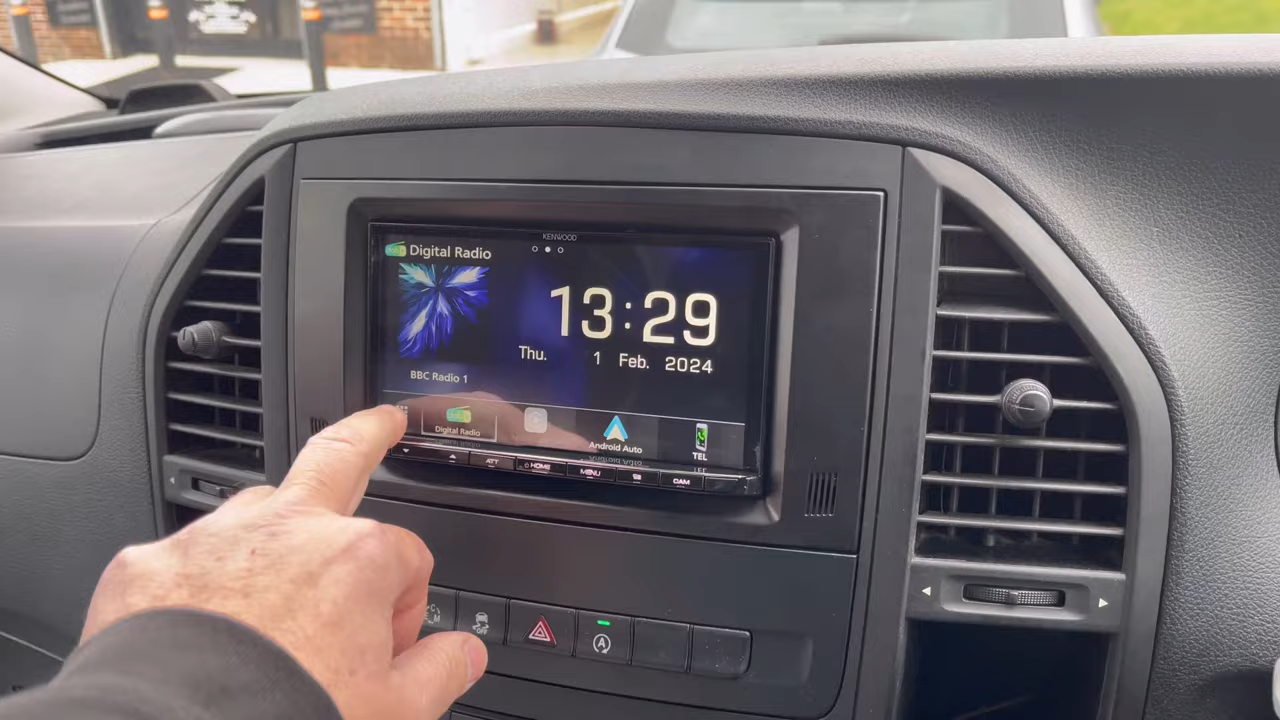 KENWOOD
Digital Radio
13:29
Thu. 1 Feb. 2024
BBC Radio 1
Digital Radio
Android Auto
TEL
ATT
HOME
MENU
CAM
OFF
A